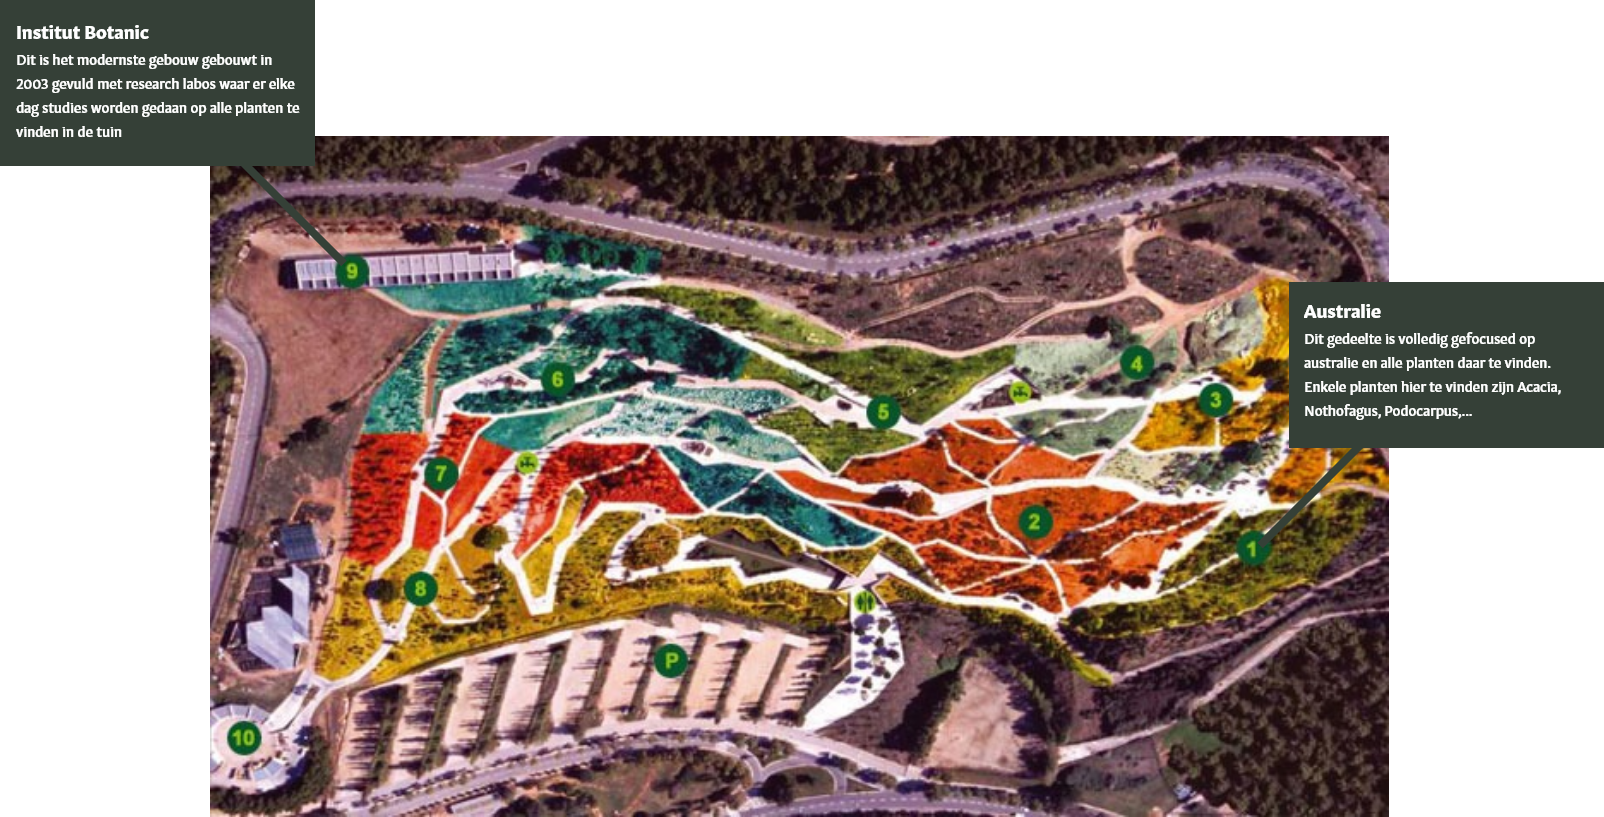 Institut Botanic
Dit is het modernste gebouw gebouwt in
2003 gevuld met research labos waar er elke
dag studies worden gedaan op alle planten te
vinden in de tuin
9
Australie
Dit gedeelte is volledig gefocused op
australie en alle planten daar te vinden.
Enkele planten hier te vinden zijn Acacia,
Nothofagus, Podocarpus,...
4
6
3
5
7
2
1
8
P
10